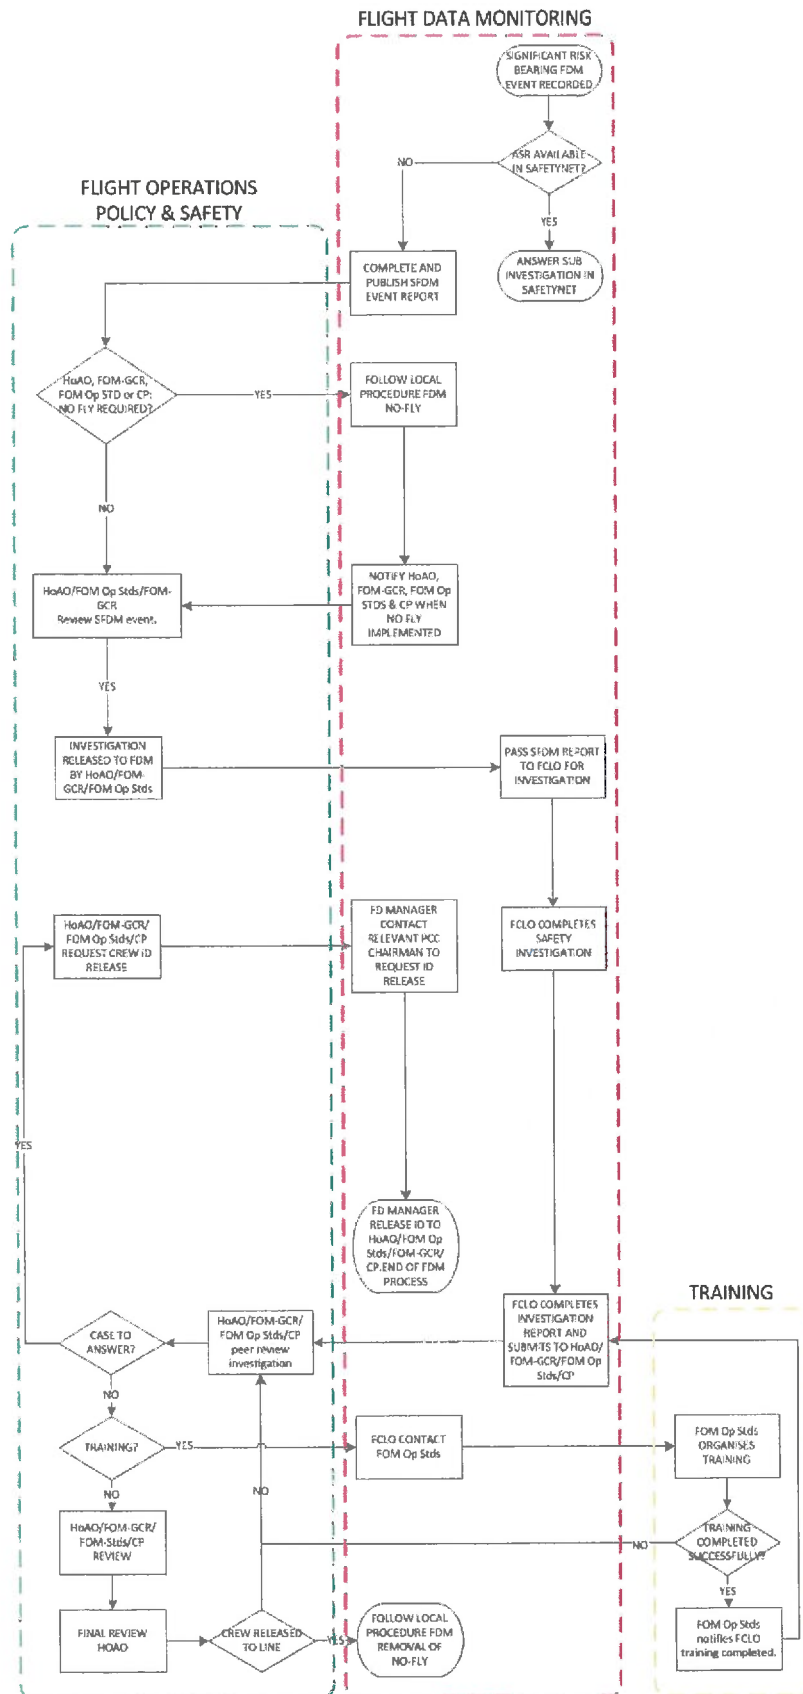 FLIGHT DATA MONITORING
SIGNIFICANT RISK
BEARING FDM
EVENT RECORDED
ASR AVAILABLE
IN SAFETYNET?
NO
YES
FLIGHT OPERATIONS
POLICY & SAFETY
COMPLETE AND
PUBLISH SFDM
EVENT REPORT
ANSWER SUB
INVESTIGATION IN
SAFETYNET
HoAO, FOM-GCR,
FOM Op STD or CP:
NO FLY REQUIRED?
YES
FOLLOW LOCAL
PROCEDURE FDM
NO-FLY
NO
HoAO/FOM Op Stds/FOM-
GCR
Review SFDM event.
NOTIFY HoAO,
FOM-GCR, FOM Op
STDS & CP WHEN
NO FLY
IMPLEMENTED
YES
INVESTIGATION
RELEASED TO FDM
BY HoAO/FOM-
GCR/FOM Op Stds
PASS SFDM REPORT
TO FCLO FOR
INVESTIGATION
HoAO/FOM-GCR/
FOM Op Stds/CP
REQUEST CREW ID
RELEASE
FD MANAGER
CONTACT
RELEVANT PCC
CHAIRMAN TO
REQUEST ID
RELEASE
FCLO COMPLETES
SAFETY
INVESTIGATION
YES
FD MANAGER
RELEASE ID TO
HoAO/FOM Op
Stds/FOM-GCR/
CP.END OF FDM
PROCESS
TRAINING
CASE TO
ANSWER?
HoAO/FOM-GCR/
FOM Op Stds/CP
peer review
investigation
FCLO COMPLETES
INVESTIGATION
REPORT AND
SUBMITS TO HoAO/
FOM-GCR/FOM Op
Stds/CP
NO
TRAINING?
YES
FCLO CONTACT
FOM Op Stds
FOM Op Stds
ORGANISES
TRAINING
NO
NO
HoAO/FOM-GCR/
FOM-Stds/CP
REVIEW
NO
TRAINING
COMPLETED
SUCCESSFULLY?
YES
FINAL REVIEW
HOAO
CREW RELEASED
TO LINE
YES
FOLLOW LOCAL
PROCEDURE FDM
REMOVAL OF
NO-FLY
FOM Op Stds
notifies FCLO
training completed.